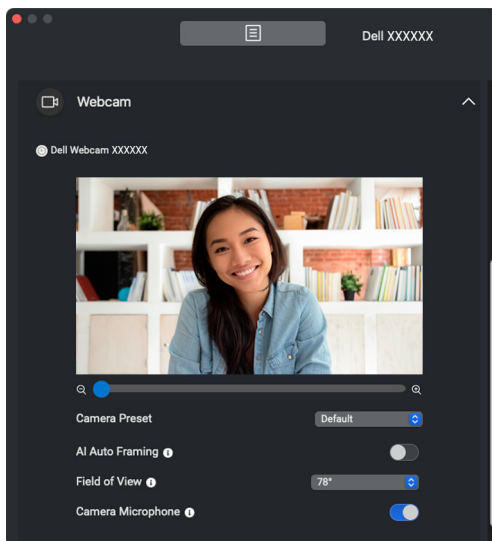 Dell XXXXXX
Webcam
Dell Webcam XXXXXX
Camera Preset Default
AI Auto Framing
Field of View 78°
Camera Microphone